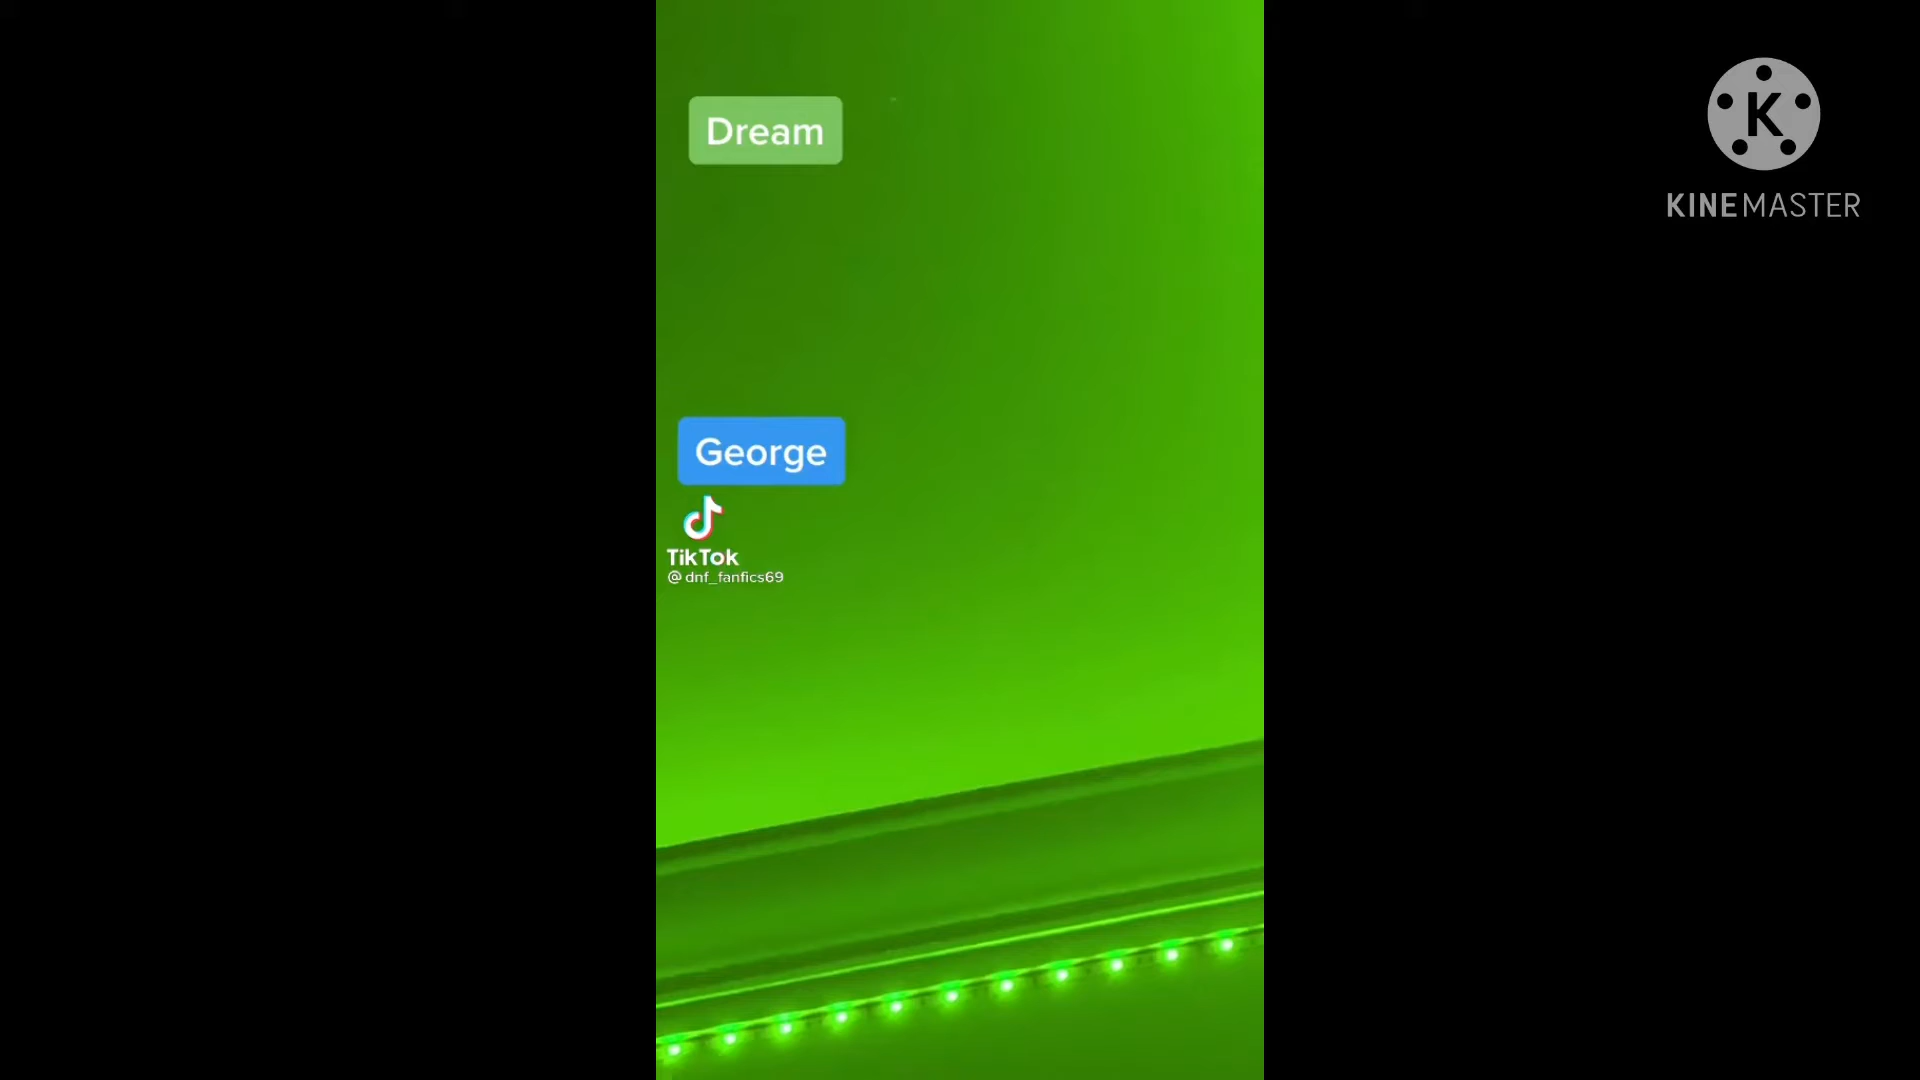 Dream
George
TikTok
@dnf_fanfics69
K
KINEMASTER